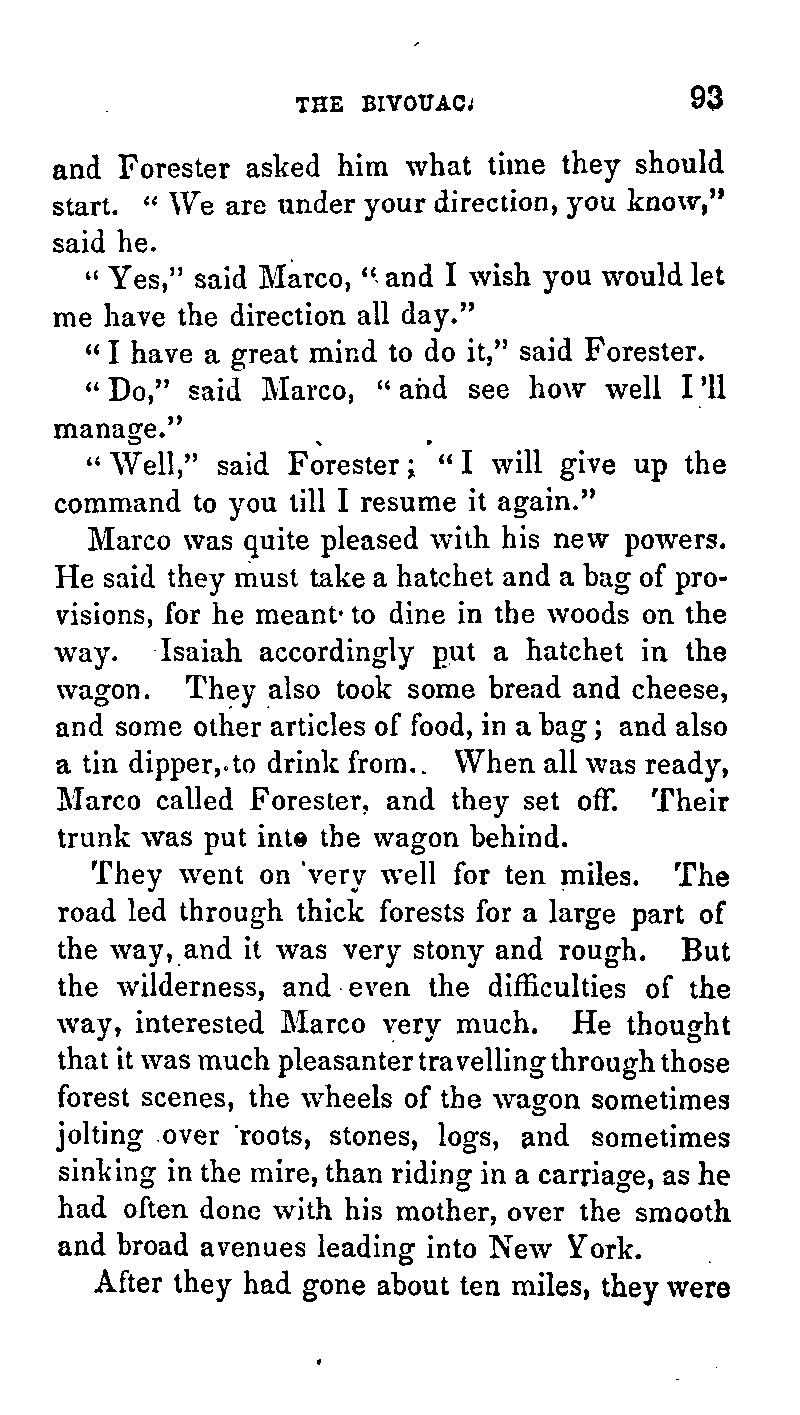 THE BIVOUAC. 93
and Forester asked him what time they should
start. “ We are under your direction, you know,”
said he.
“ Yes,” said Marco, “ and I wish you would let
me have the direction all day.”
“ I have a great mind to do it,” said Forester.
“ Do,” said Marco, “ and see how well I ’ll
manage.”
“ Well,” said Forester; “ I will give up the
command to you till I resume it again.”
Marco was quite pleased with his new powers.
He said they must take a hatchet and a bag of pro-
visions, for he meant to dine in the woods on the
way. Isaiah accordingly put a hatchet in the
wagon. They also took some bread and cheese,
and some other articles of food, in a bag; and also
a tin dipper, to drink from. When all was ready,
Marco called Forester, and they set off. Their
trunk was put into the wagon behind.
They went on very well for ten miles. The
road led through thick forests for a large part of
the way, and it was very stony and rough. But
the wilderness, and even the difficulties of the
way, interested Marco very much. He thought
that it was much pleasanter travelling through those
forest scenes, the wheels of the wagon sometimes
jolting over roots, stones, logs, and sometimes
sinking in the mire, than riding in a carriage, as he
had often done with his mother, over the smooth
and broad avenues leading into New York.
After they had gone about ten miles, they were